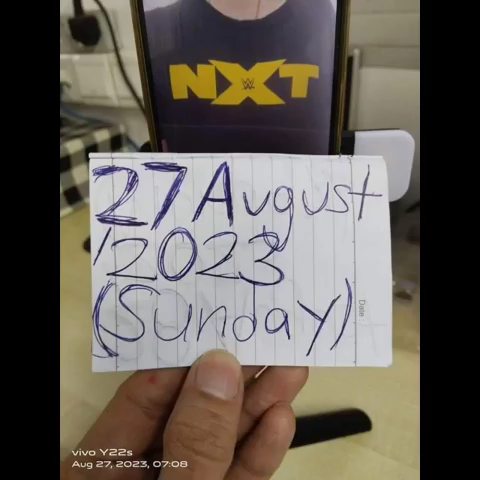 NXT
W
27 August
2023
(Sunday)
Date
vivo Y22s
Aug 27, 2023, 07:08